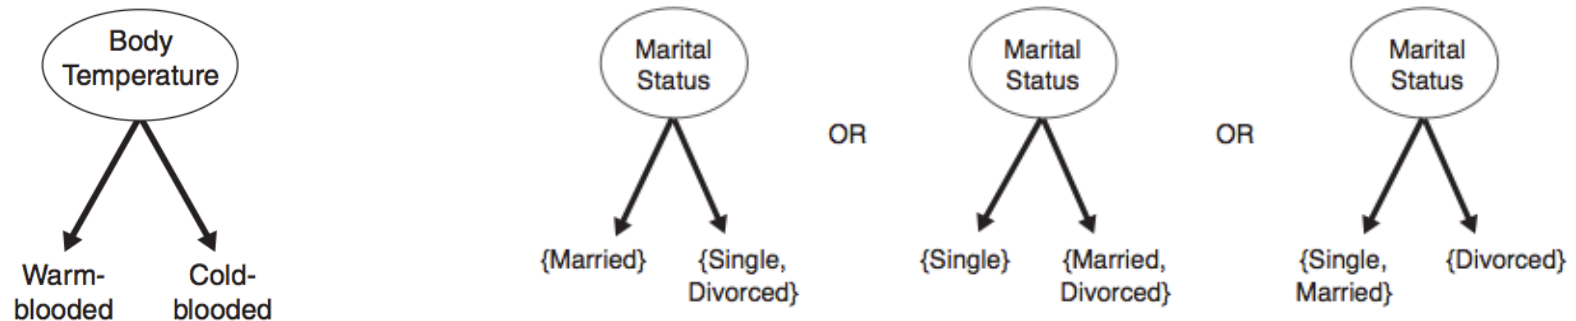 Body
Temperature
Warm-
blooded
Cold-
blooded
Marital
Status
{Married}
{Single,
Divorced}
OR
Marital
Status
{Single}
{Married,
Divorced}
OR
Marital
Status
{Single,
Married}
{Divorced}